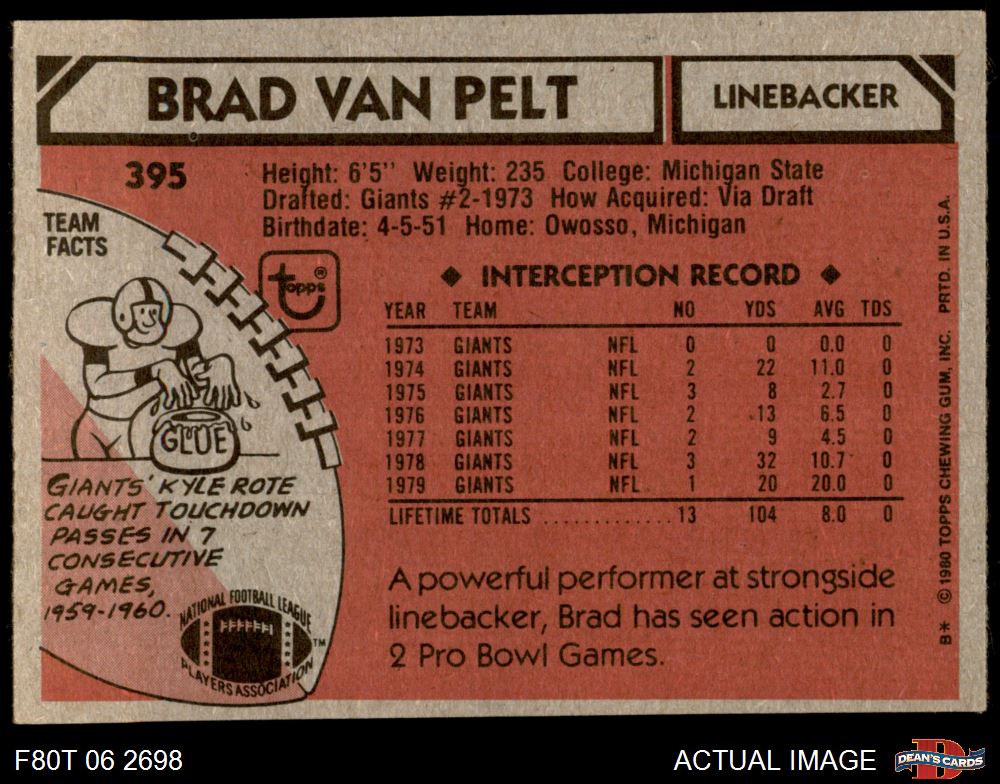 BRAD VAN PELT
LINEBACKER
395
Height: 6'5" Weight: 235 College: Michigan State
Drafted: Giants #2-1973 How Acquired: Via Draft
Birthdate: 4-5-51 Home: Owosso, Michigan
TEAM
FACTS
topps®
GLUE
GIANTS' KYLE ROTE
CAUGHT TOUCHDOWN
PASSES IN 7
CONSECUTIVE
GAMES,
1959-1960.
NATIONAL FOOTBALL LEAGUE
PLAYERS ASSOCIATION
TM
◆ INTERCEPTION RECORD ◆
YEAR TEAM NO YDS AVG TDS
1973 GIANTS NFL 0 0 0.0 0
1974 GIANTS NFL 2 22 11.0 0
1975 GIANTS NFL 3 8 2.7 0
1976 GIANTS NFL 2 13 6.5 0
1977 GIANTS NFL 2 9 4.5 0
1978 GIANTS NFL 3 32 10.7 0
1979 GIANTS NFL 1 20 20.0 0
LIFETIME TOTALS ............ 13 104 8.0 0
A powerful performer at strongside
linebacker, Brad has seen action in
2 Pro Bowl Games.
B* © 1980 TOPPS CHEWING GUM, INC. PRTD. IN U.S.A.
F80T 06 2698
ACTUAL IMAGE
D
DEAN'S CARDS